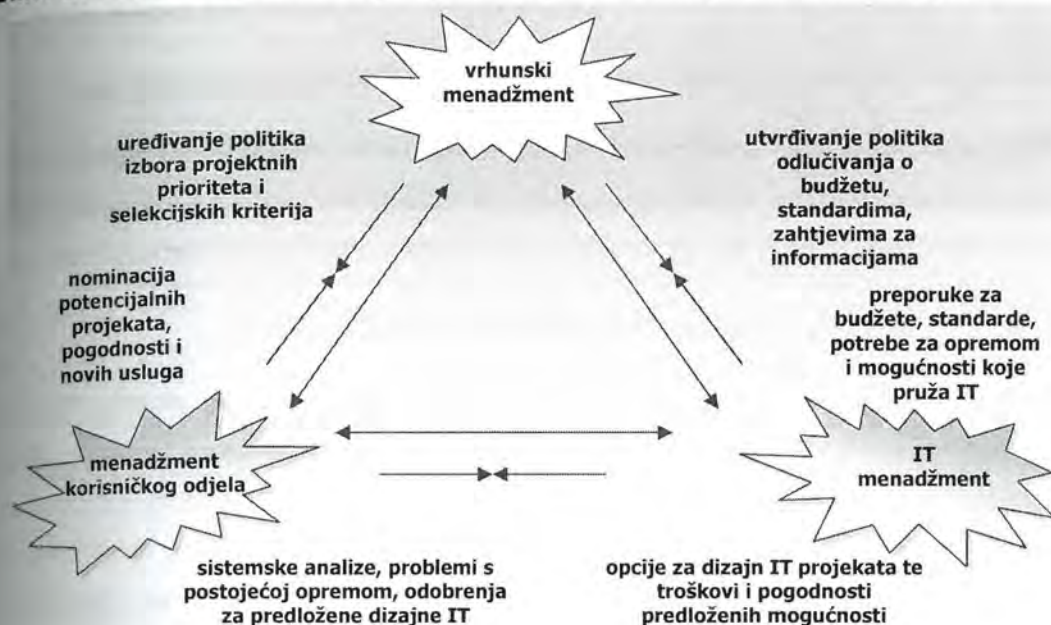 vrhunski
menadžment
uređivanje politika
izbora projektnih
prioriteta i
selekcijskih kriterija
utvrđivanje politika
odlučivanja o
budžetu,
standardima,
zahtjevima za
informacijama
nominacija
potencijalnih
projekata,
pogodnosti i
novih usluga
preporuke za
budžete, standarde,
potrebe za opremom
i mogućnosti koje
pruža IT
menadžment
korisničkog odjela
IT
menadžment
sistemske analize, problemi s
postojećoj opremom, odobrenja
za predložene dizajne IT
opcije za dizajn IT projekata te
troškovi i pogodnosti
predloženih mogućnosti